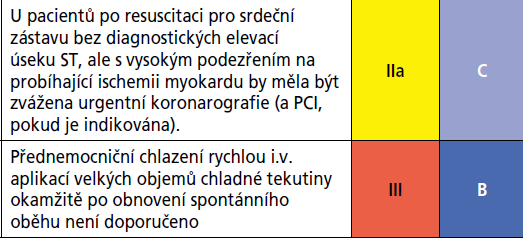 U pacientů po resuscitaci pro srdeční
zástavu bez diagnostických elevací
úseku ST, ale s vysokým podezřením na
probíhající ischemii myokardu by měla být
zvážena urgentní koronarografie (a PCI,
pokud je indikována).
IIa
C
Přednemocniční chlazení rychlou i.v.
aplikací velkých objemů chladné tekutiny
okamžitě po obnovení spontánního
oběhu není doporučeno
III
B